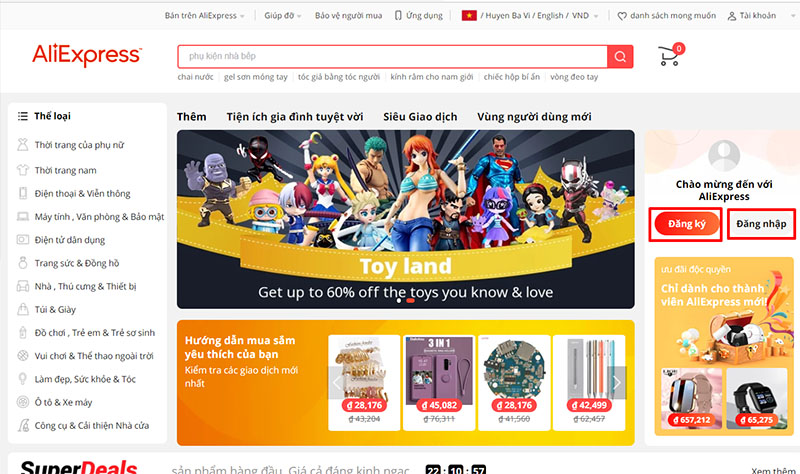 Bán trên AliExpress
Giúp đỡ
Bảo vệ người mua
Ứng dụng
/ Huyen Ba Vi / English / VND
danh sách mong muốn
Tài khoản
AliExpress
phụ kiện nhà bếp
0
chai nước
gel sơn móng tay
tóc giả bằng tóc người
kính râm cho nam giới
chiếc hộp bí ẩn
vòng đeo tay
Thể loại
Thời trang của phụ nữ
Thời trang nam
Điện thoại & Viễn thông
Máy tính , Văn phòng & Bảo mật
Điện tử dân dụng
Trang sức & Đồng hồ
Nhà , Thú cưng & Thiết bị
Túi & Giày
Đồ chơi , Trẻ em & Trẻ sơ sinh
Vui chơi & Thể thao ngoài trời
Làm đẹp, Sức khỏe & Tóc
Ô tô & Xe máy
Công cụ & Cải thiện Nhà cửa
Thêm
Tiện ích gia đình tuyệt vời
Siêu Giao dịch
Vùng người dùng mới
Toy land
Get up to 60% off the toys you know & love
Chào mừng đến với
AliExpress
Đăng ký
Đăng nhập
ưu đãi độc quyền
Chỉ dành cho thành
viên AliExpress mới!
₫ 657,212
₫ 65,275
Hướng dẫn mua sắm
yêu thích của bạn
Kiểm tra các giao dịch mới
nhất
3 IN 1
₫ 28,176
₫ 43,204
₫ 45,082
₫ 76,311
₫ 28,176
₫ 41,560
₫ 42,499
₫ 62,457
SuperDeals
sản phẩm hàng đầu. Giá cả đáng kinh ngạc.
22 : 10 : 57
Xem thêm